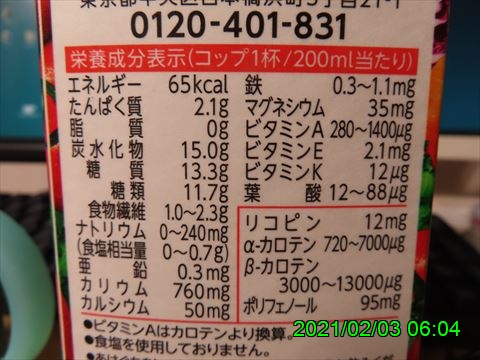 0120-401-831
栄養成分表示(コップ1杯/200ml当たり)
エネルギー 65kcal
たんぱく質 2.1g
脂質 0g
炭水化物 15.0g
糖質 13.3g
糖類 11.7g
食物繊維 1.0~2.3g
ナトリウム 0~240mg
(食塩相当量 0~0.7g)
亜鉛 0.3mg
カリウム 760mg
カルシウム 50mg
鉄 0.3~1.1mg
マグネシウム 35mg
ビタミンA 280~1400μg
ビタミンE 2.1mg
ビタミンK 12μg
葉酸 12~88μg
リコピン 12mg
α-カロテン 720~7000μg
β-カロテン
3000~13000μg
ポリフェノール 95mg
●ビタミンAはカロテンより換算。
●食塩を使用しておりません。
2021/02/03 06:04